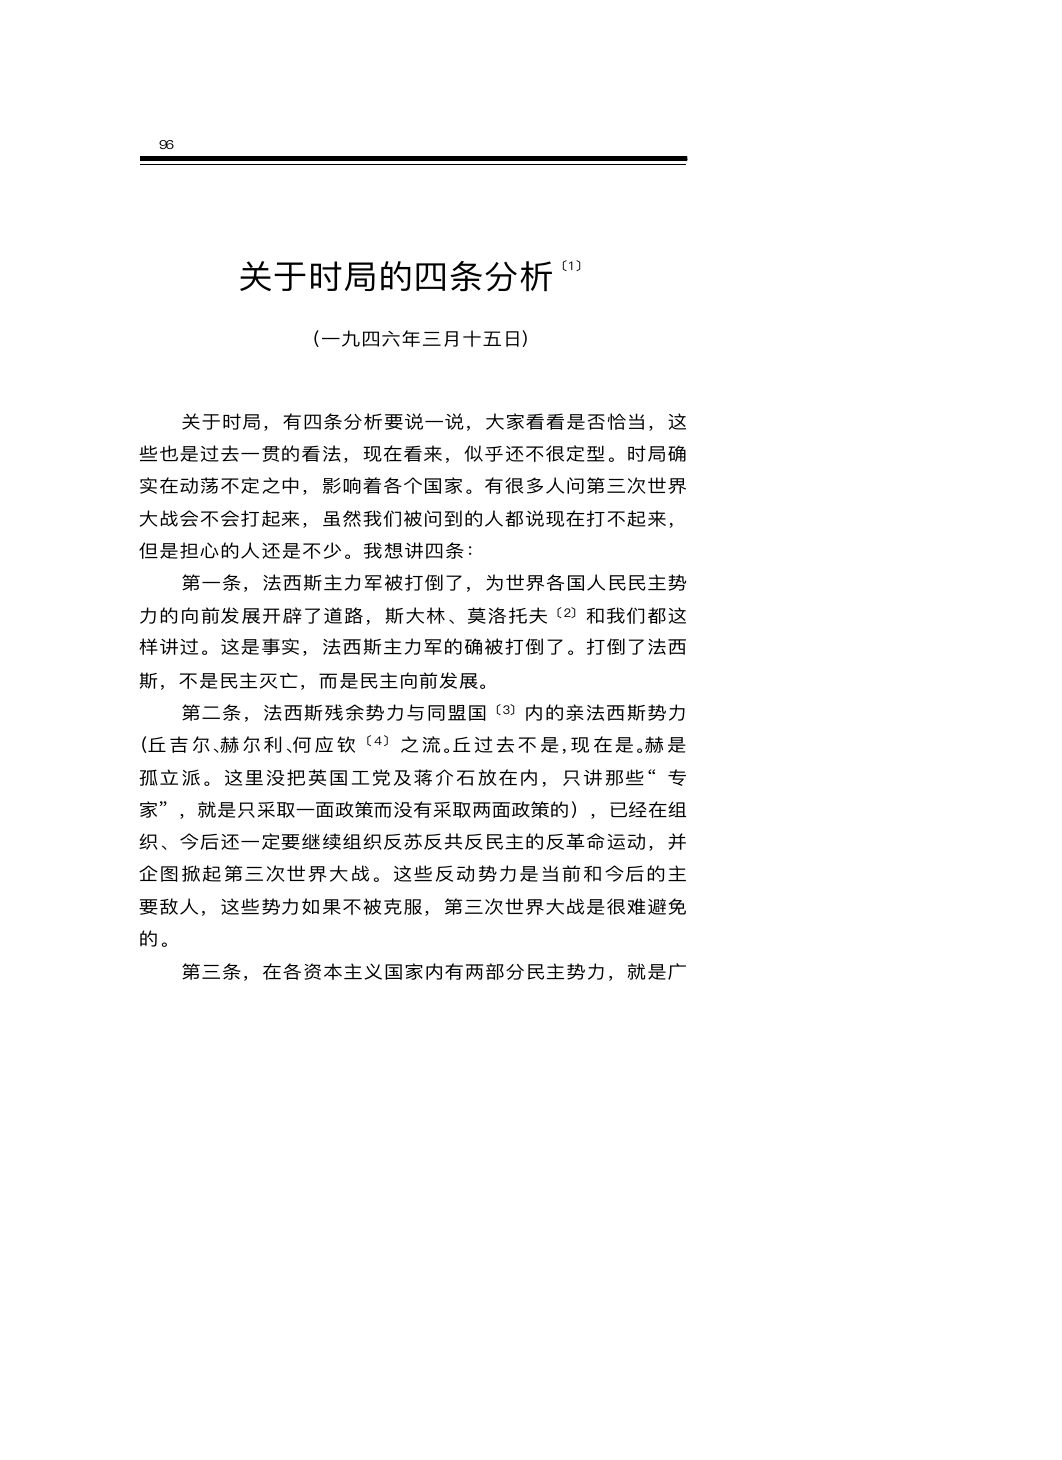 96
关于时局的四条分析〔1〕
（一九四六年三月十五日）
关于时局，有四条分析要说一说，大家看看是否恰当，这
些也是过去一贯的看法，现在看来，似乎还不很定型。时局确
实在动荡不定之中，影响着各个国家。有很多人问第三次世界
大战会不会打起来，虽然我们被问到的人都说现在打不起来，
但是担心的人还是不少。我想讲四条：
第一条，法西斯主力军被打倒了，为世界各国人民民主势
力的向前发展开辟了道路，斯大林、莫洛托夫〔2〕和我们都这
样讲过。这是事实，法西斯主力军的确被打倒了。打倒了法西
斯，不是民主灭亡，而是民主向前发展。
第二条，法西斯残余势力与同盟国〔3〕内的亲法西斯势力
（丘吉尔、赫尔利、何应钦〔4〕之流。丘过去不是，现在是。赫是
孤立派。这里没把英国工党及蒋介石放在内，只讲那些“专
家”，就是只采取一面政策而没有采取两面政策的），已经在组
织、今后还一定要继续组织反苏反共反民主的反革命运动，并
企图掀起第三次世界大战。这些反动势力是当前和今后的主
要敌人，这些势力如果不被克服，第三次世界大战是很难避免
的。
第三条，在各资本主义国家内有两部分民主势力，就是广